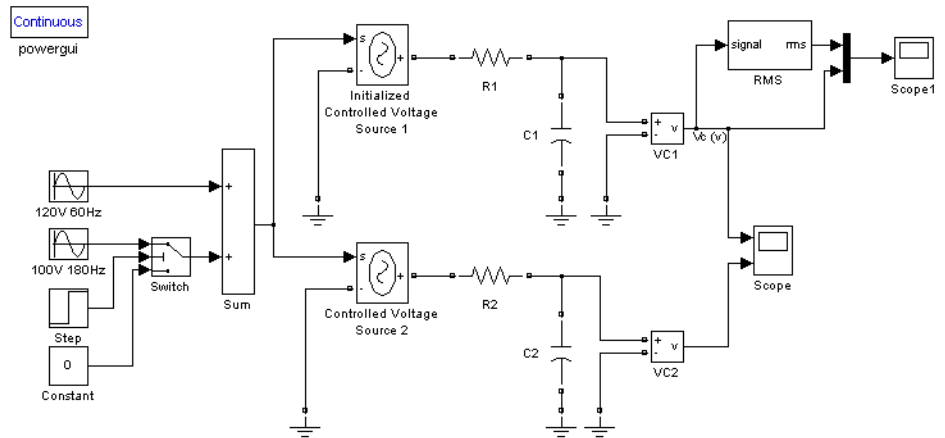 Continuous
powergui
s
-
+
Initialized
Controlled Voltage
Source 1
R1
C1
+
-
v
VC1
Vc (v)
signal
rms
RMS
Scope1
120V 60Hz
100V 180Hz
Switch
Step
0
Constant
+
+
Sum
s
-
+
Controlled Voltage
Source 2
R2
C2
+
-
v
VC2
Scope